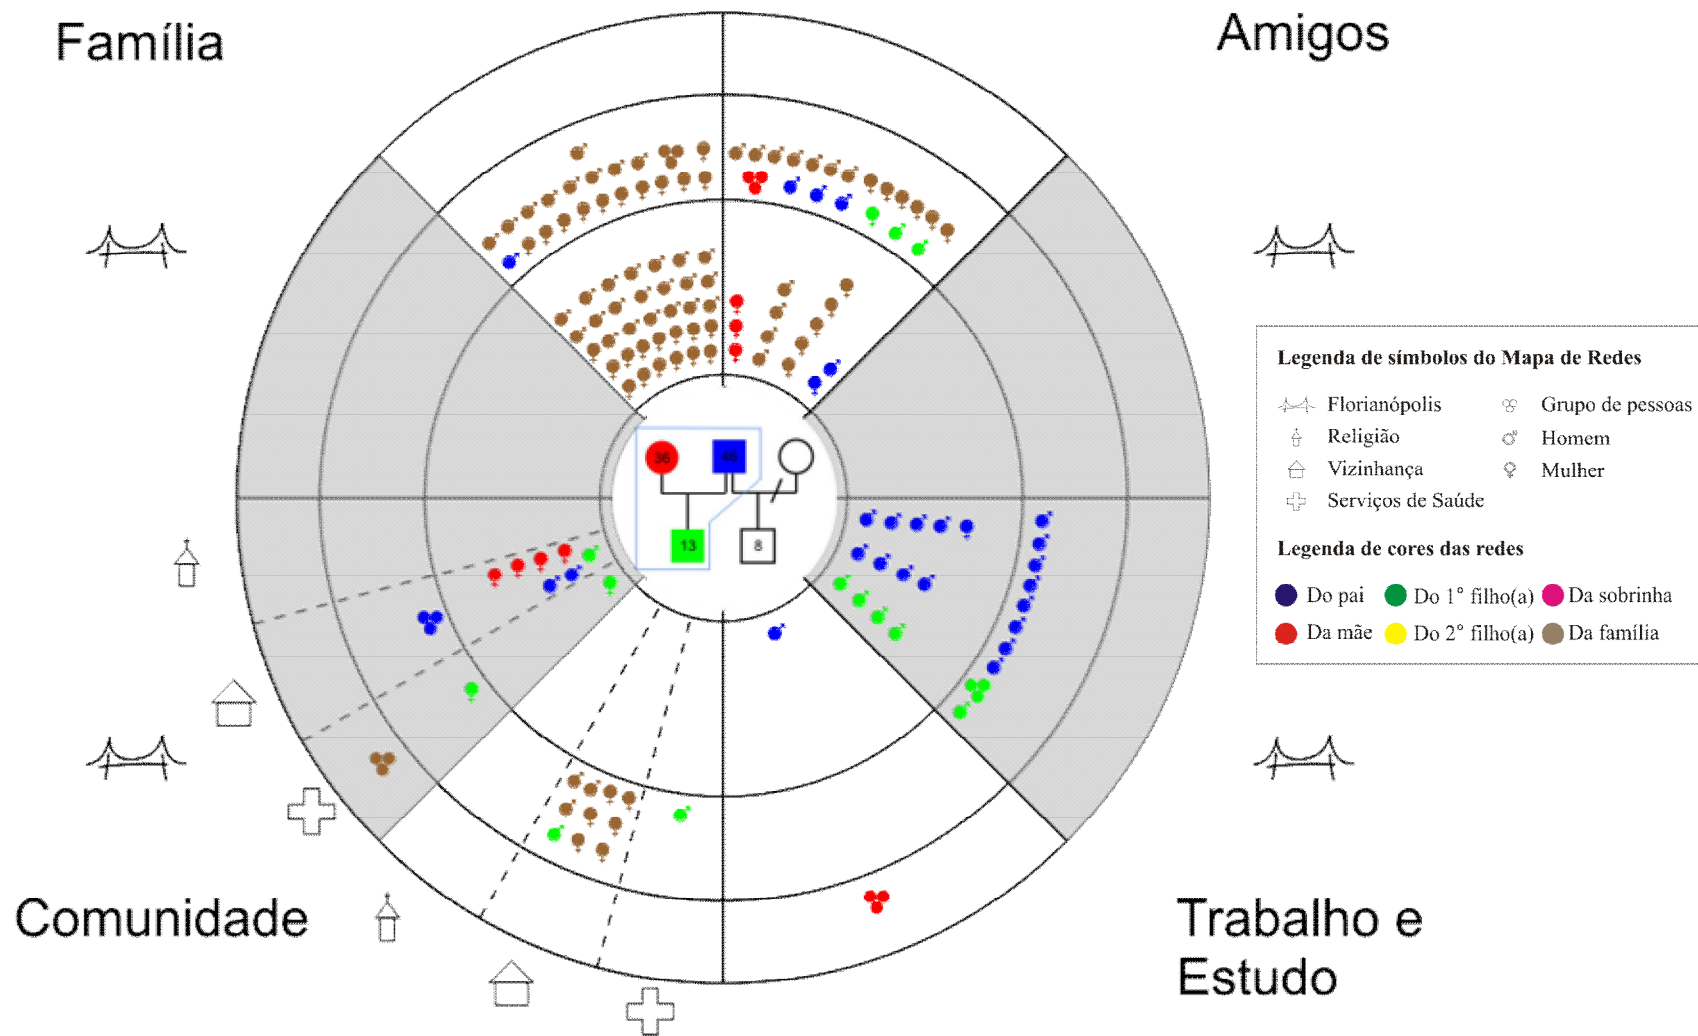 Família
Amigos
36
46
13
8
Legenda de símbolos do Mapa de Redes
Florianópolis
Grupo de pessoas
Religião
Homem
Vizinhança
Mulher
Serviços de Saúde
Legenda de cores das redes
Do pai
Do 1° filho(a)
Da sobrinha
Da mãe
Do 2° filho(a)
Da família
Comunidade
Trabalho e
Estudo